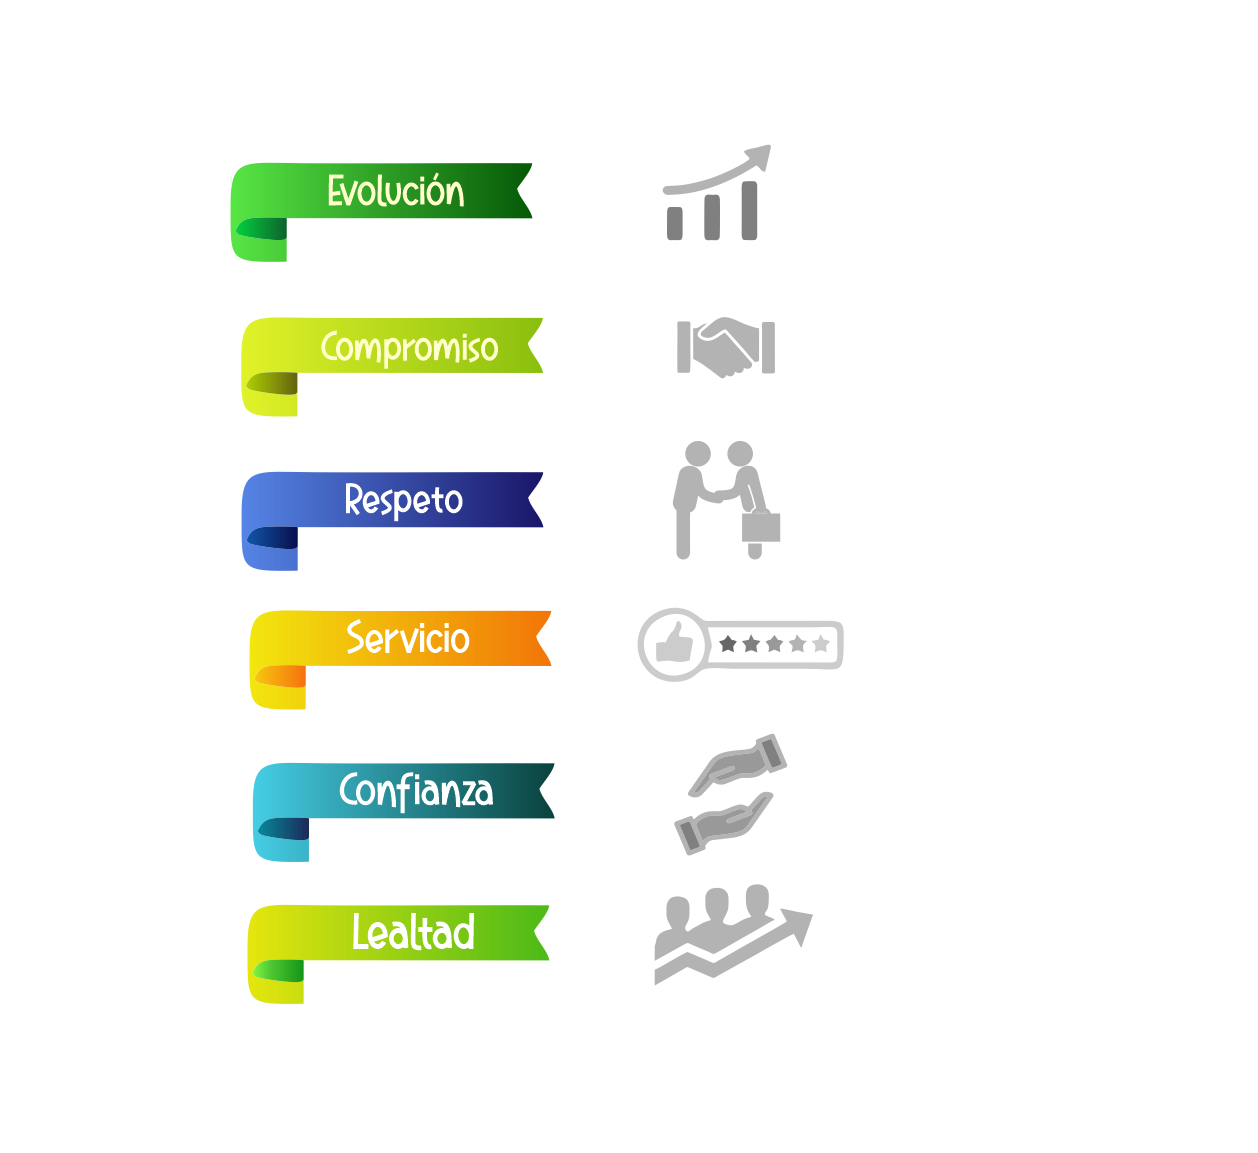 Evolución
Compromiso
Respeto
Servicio
Confianza
Lealtad